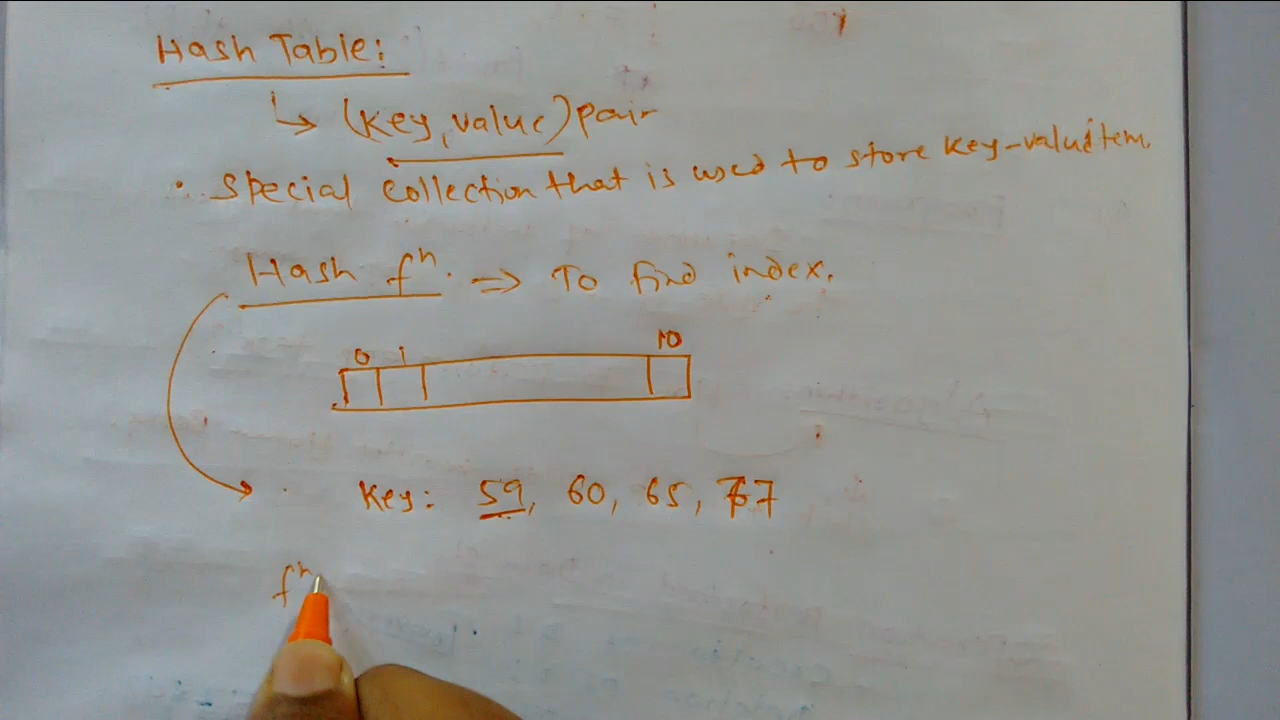 Hash Table:
↳ (key, value) pair
• Special collection that is used to store key-value item.
Hash fⁿ. ⇒ To find index.
0 1 10
Key: 59, 60, 65,
fⁿ